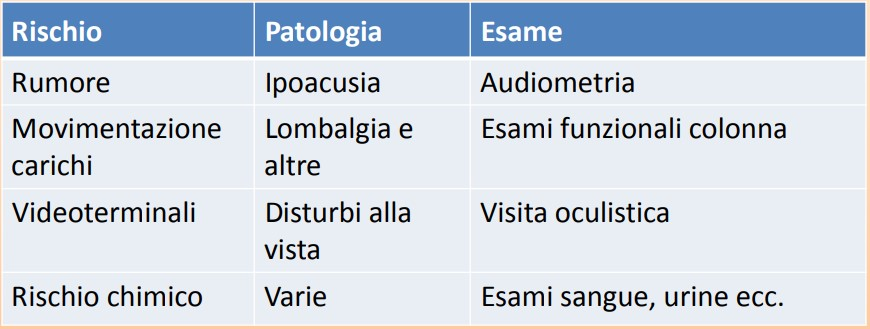 Rischio Patologia Esame
Rumore Ipoacusia Audiometria
Movimentazione carichi Lombalgia e altre Esami funzionali colonna
Videoterminali Disturbi alla vista Visita oculistica
Rischio chimico Varie Esami sangue, urine ecc.